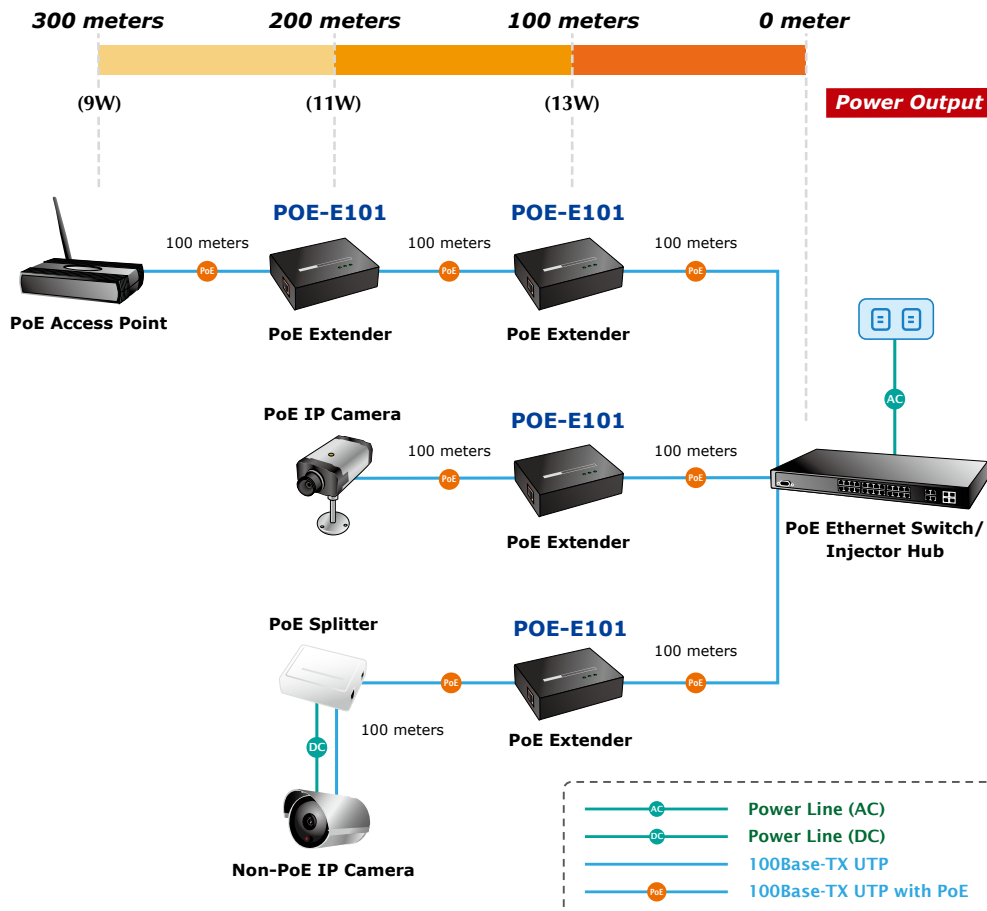 300 meters 200 meters 100 meters 0 meter
(9W) (11W) (13W)
Power Output
POE-E101 POE-E101
100 meters 100 meters 100 meters
PoE PoE PoE
PoE Access Point PoE Extender PoE Extender
AC
PoE IP Camera POE-E101
100 meters 100 meters
PoE PoE
PoE Extender
PoE Ethernet Switch/
Injector Hub
PoE Splitter POE-E101
100 meters
PoE PoE
100 meters
PoE Extender
DC
Non-PoE IP Camera
AC Power Line (AC)
DC Power Line (DC)
100Base-TX UTP
PoE 100Base-TX UTP with PoE